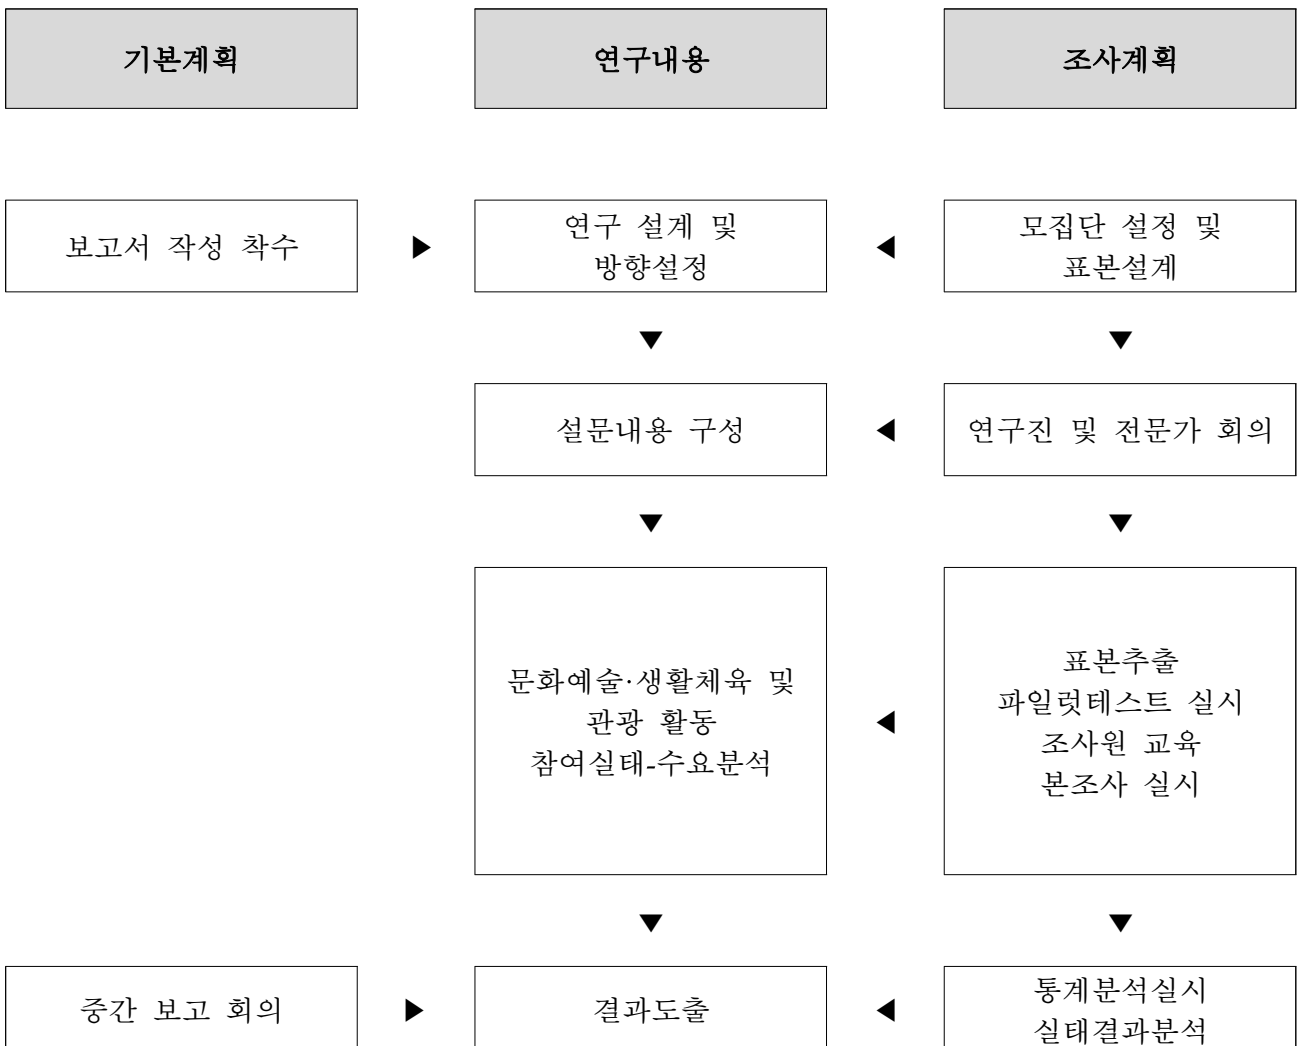 기본계획
연구내용
조사계획
보고서 작성 착수
▶
연구 설계 및
방향설정
◀
모집단 설정 및
표본설계
▼
▼
설문내용 구성
◀
연구진 및 전문가 회의
▼
▼
문화예술·생활체육 및
관광 활동
참여실태-수요분석
◀
표본추출
파일럿테스트 실시
조사원 교육
본조사 실시
▼
▼
중간 보고 회의
▶
결과도출
◀
통계분석실시
실태결과분석